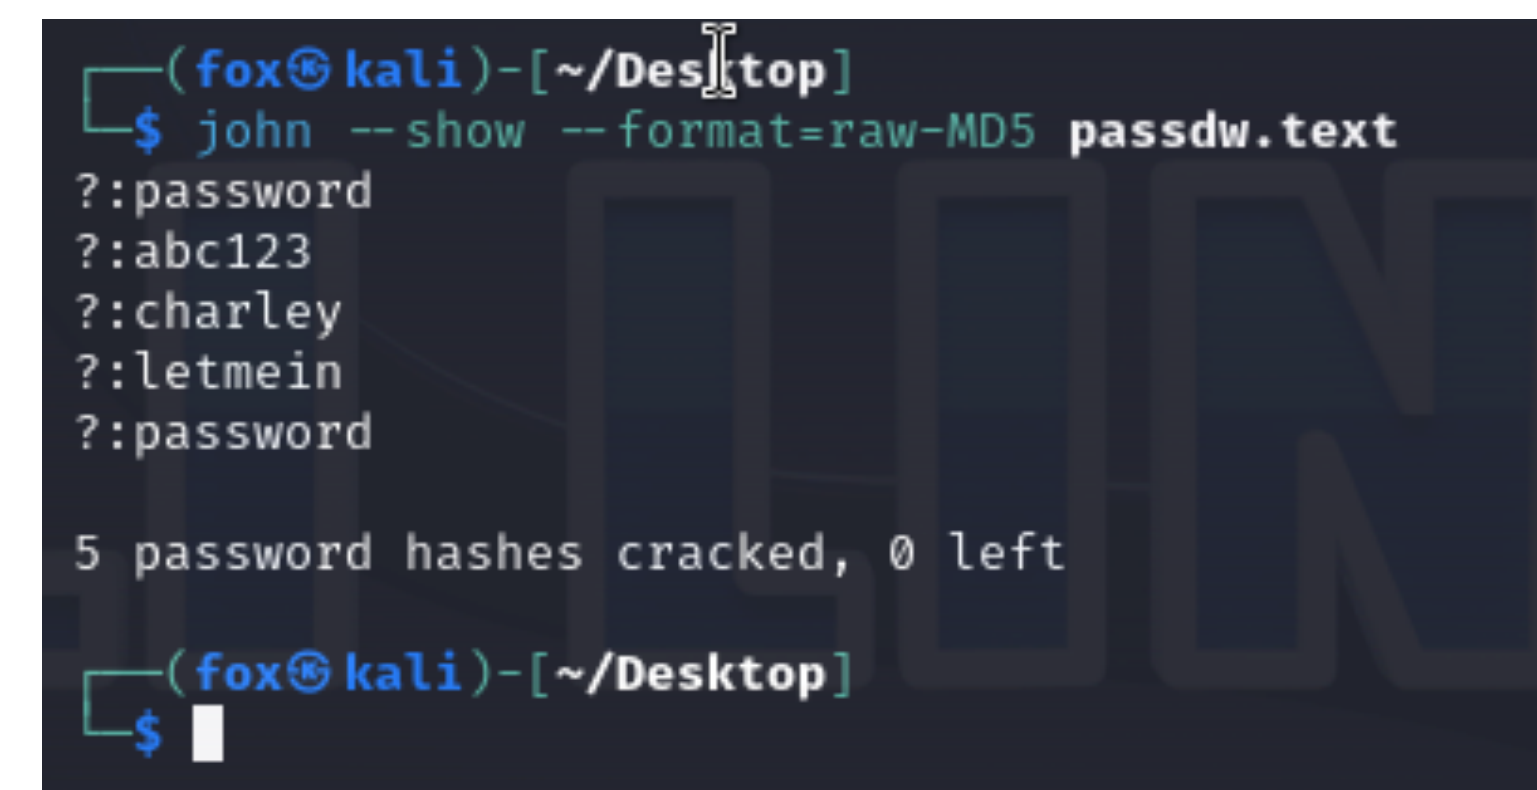 (fox㉿kali)-[~/Desktop]
$ john --show --format=raw-MD5 passdw.text
?:password
?:abc123
?:charley
?:letmein
?:password
5 password hashes cracked, 0 left
(fox㉿kali)-[~/Desktop]
$